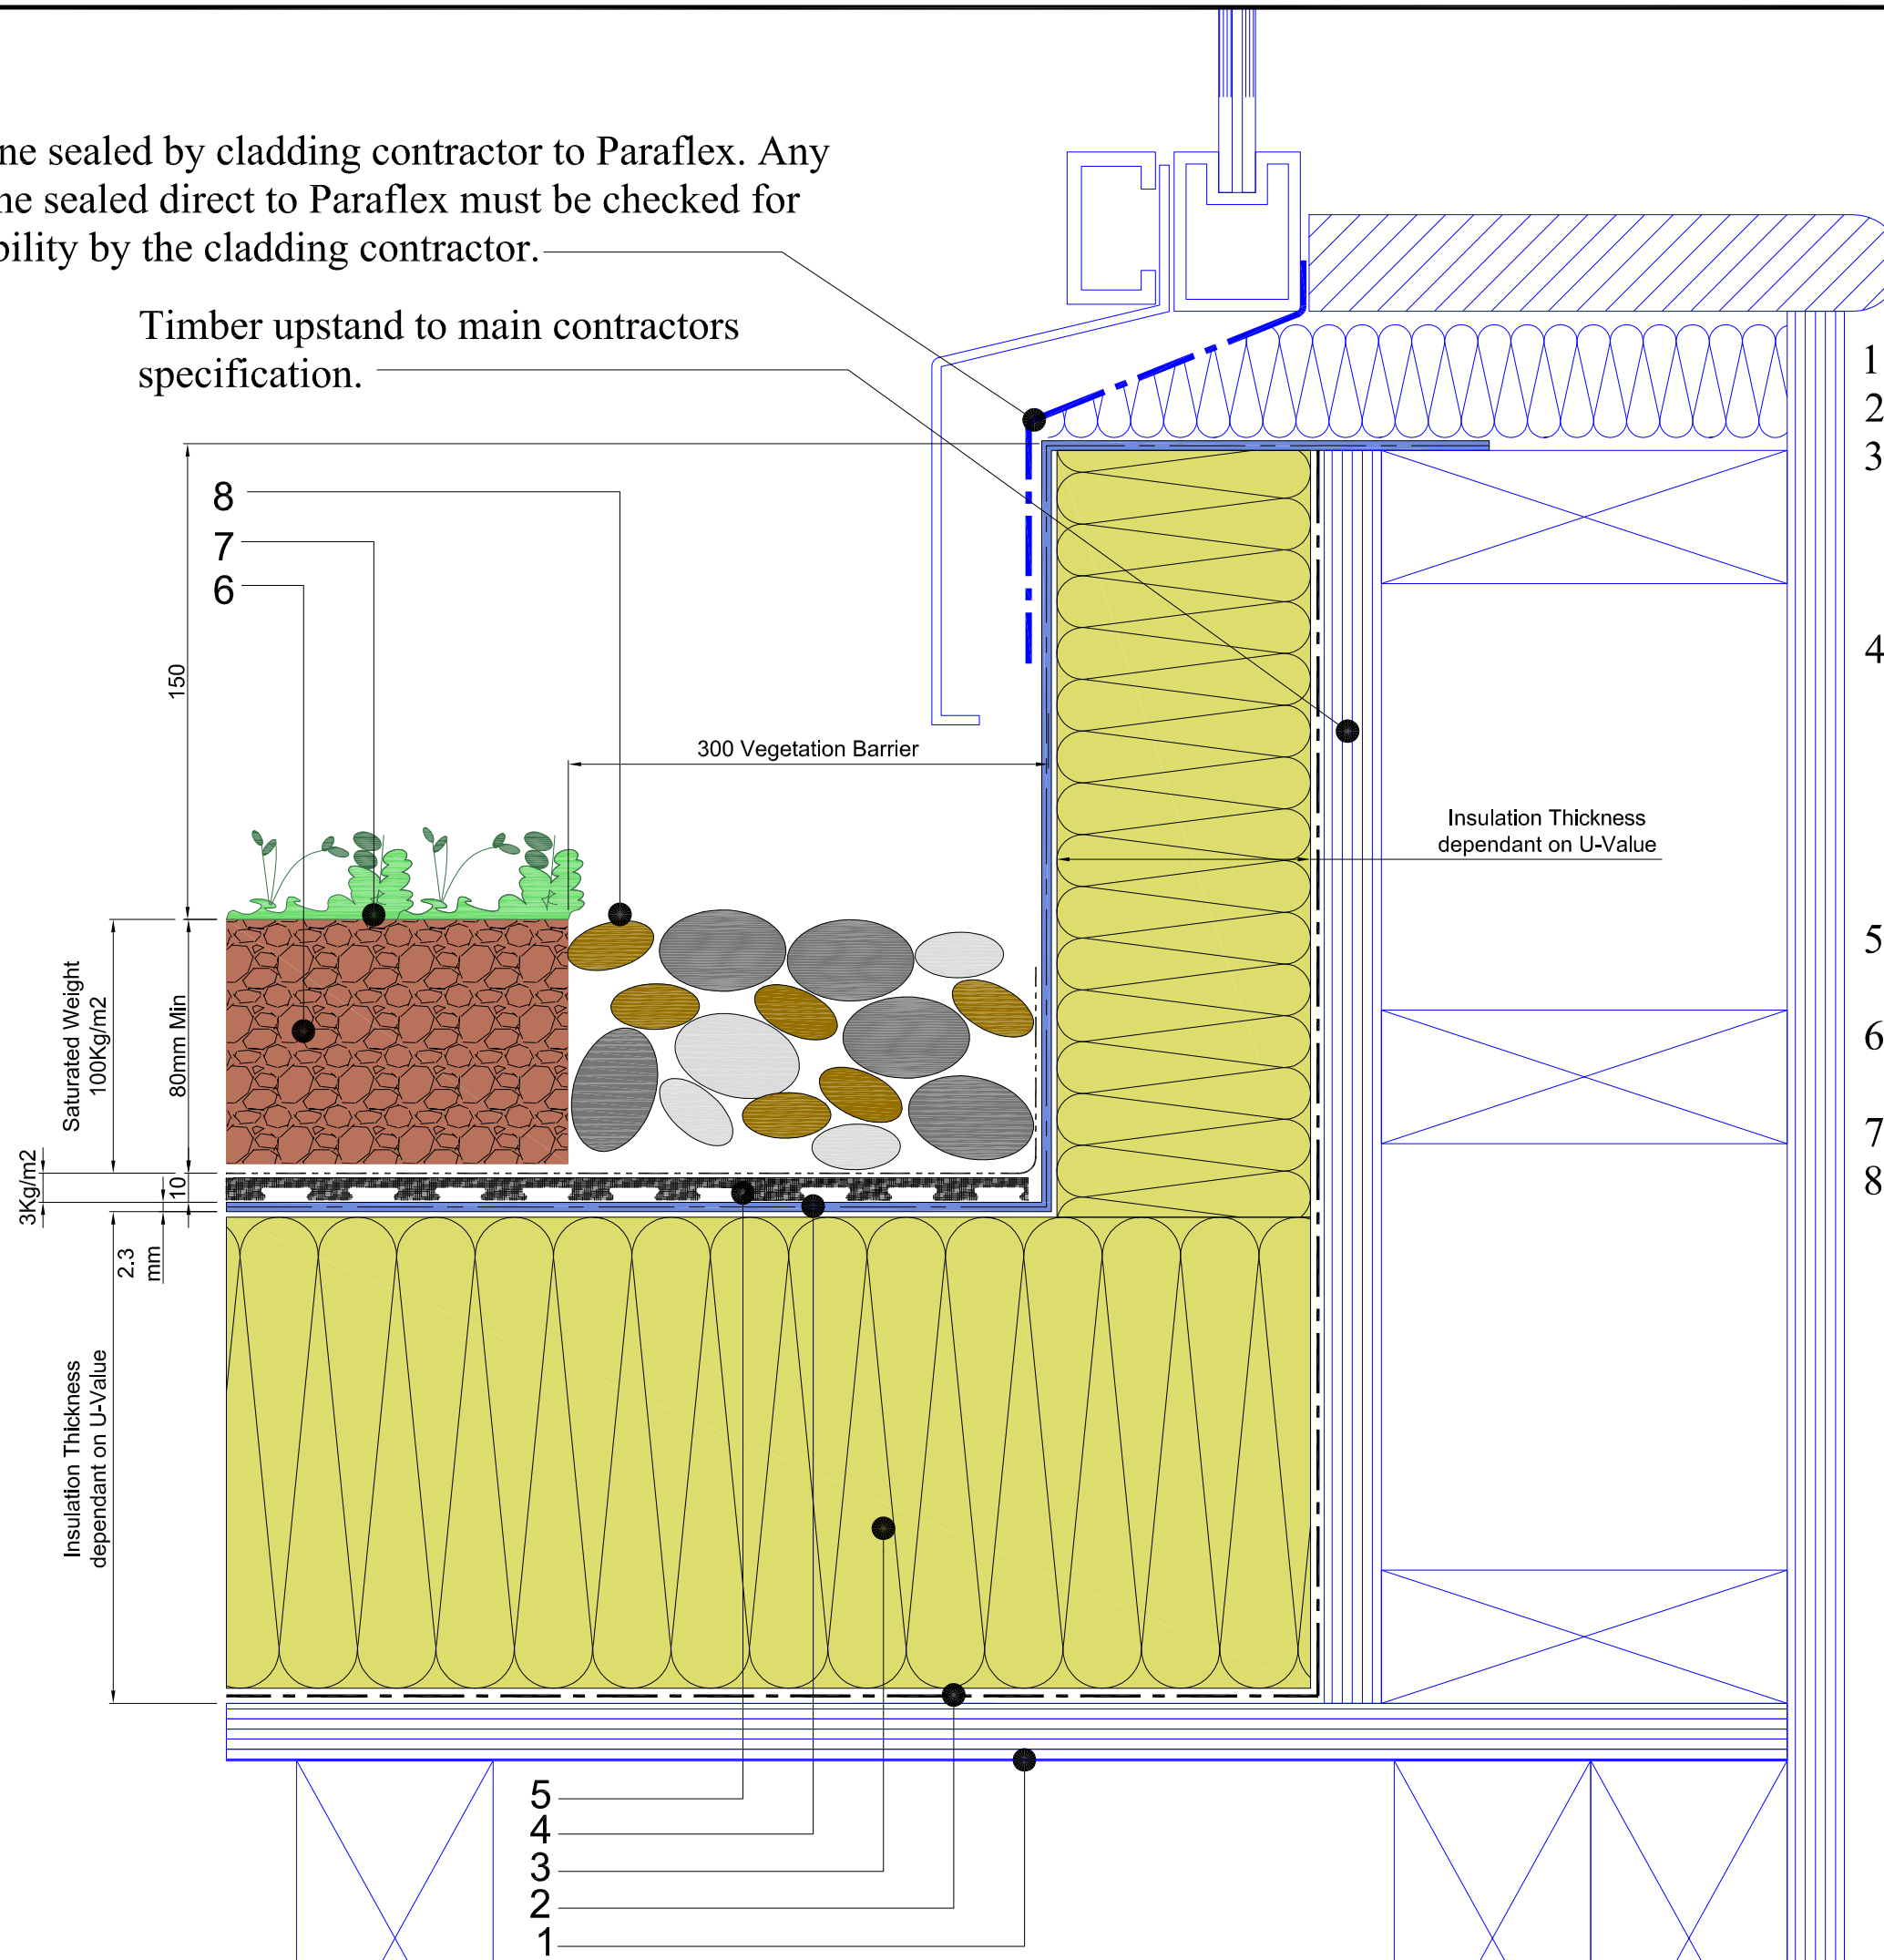 sealed by cladding contractor to Paraflex. Any
sealed direct to Paraflex must be checked for
by the cladding contractor.
Timber upstand to main contractors
specification.
1
2
3
4
5
6
7
8
8
7
6
150
300 Vegetation Barrier
Insulation Thickness
dependant on U-Value
Saturated Weight
100Kg/m2
80mm Min
3Kg/m2
10
2.3
mm
Insulation Thickness
dependant on U-Value
5
4
3
2
1